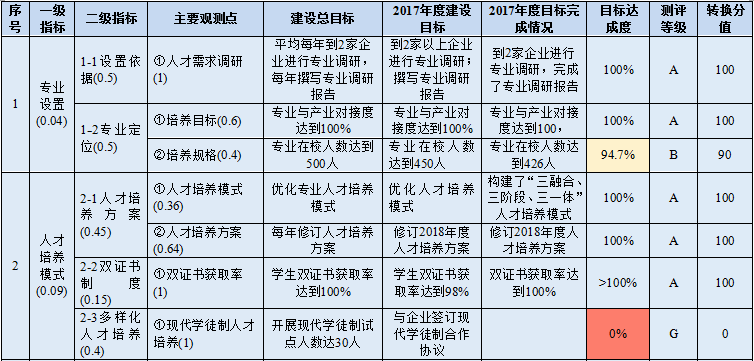 序号 一级指标 二级指标 主要观测点 建设总目标 2017年度建设目标 2017年度目标完成情况 目标达成度 测评等级 转换分值
1 专业设置(0.04) 1-1设置依据(0.5) ①人才需求调研(1) 平均每年到2家企业进行专业调研，每年撰写专业调研报告 到2家以上企业进行专业调研；撰写专业调研报告 到2家企业进行专业调研，完成了专业调研报告 100% A 100
1-2专业定位(0.5) ①培养目标(0.6) 专业与产业对接度达到100% 专业与产业对接度达到100% 专业与产业对接度达到100， 100% A 100
②培养规格(0.4) 专业在校人数达到500人 专业在校人数达到450人 专业在校人数达到426人 94.7% B 90
2 人才培养模式(0.09) 2-1人才培养方案(0.45) ①人才培养模式(0.36) 优化专业人才培养模式 优化人才培养模式 构建了“三融合、三阶段、三一体”人才培养模式 100% A 100
②人才培养方案(0.64) 每年修订人才培养方案 修订2018年度人才培养方案 修订2018年度人才培养方案 100% A 100
2-2双证书制度(0.15) ①双证书获取率(1) 学生双证书获取率达到100% 学生双证书获取率达到98% 双证书获取率达到100% >100% A 100
2-3多样化人才培养(0.4) ①现代学徒制人才培养(1) 开展现代学徒制试点人数达30人 与企业签订现代学徒制合作协议 0% G 0